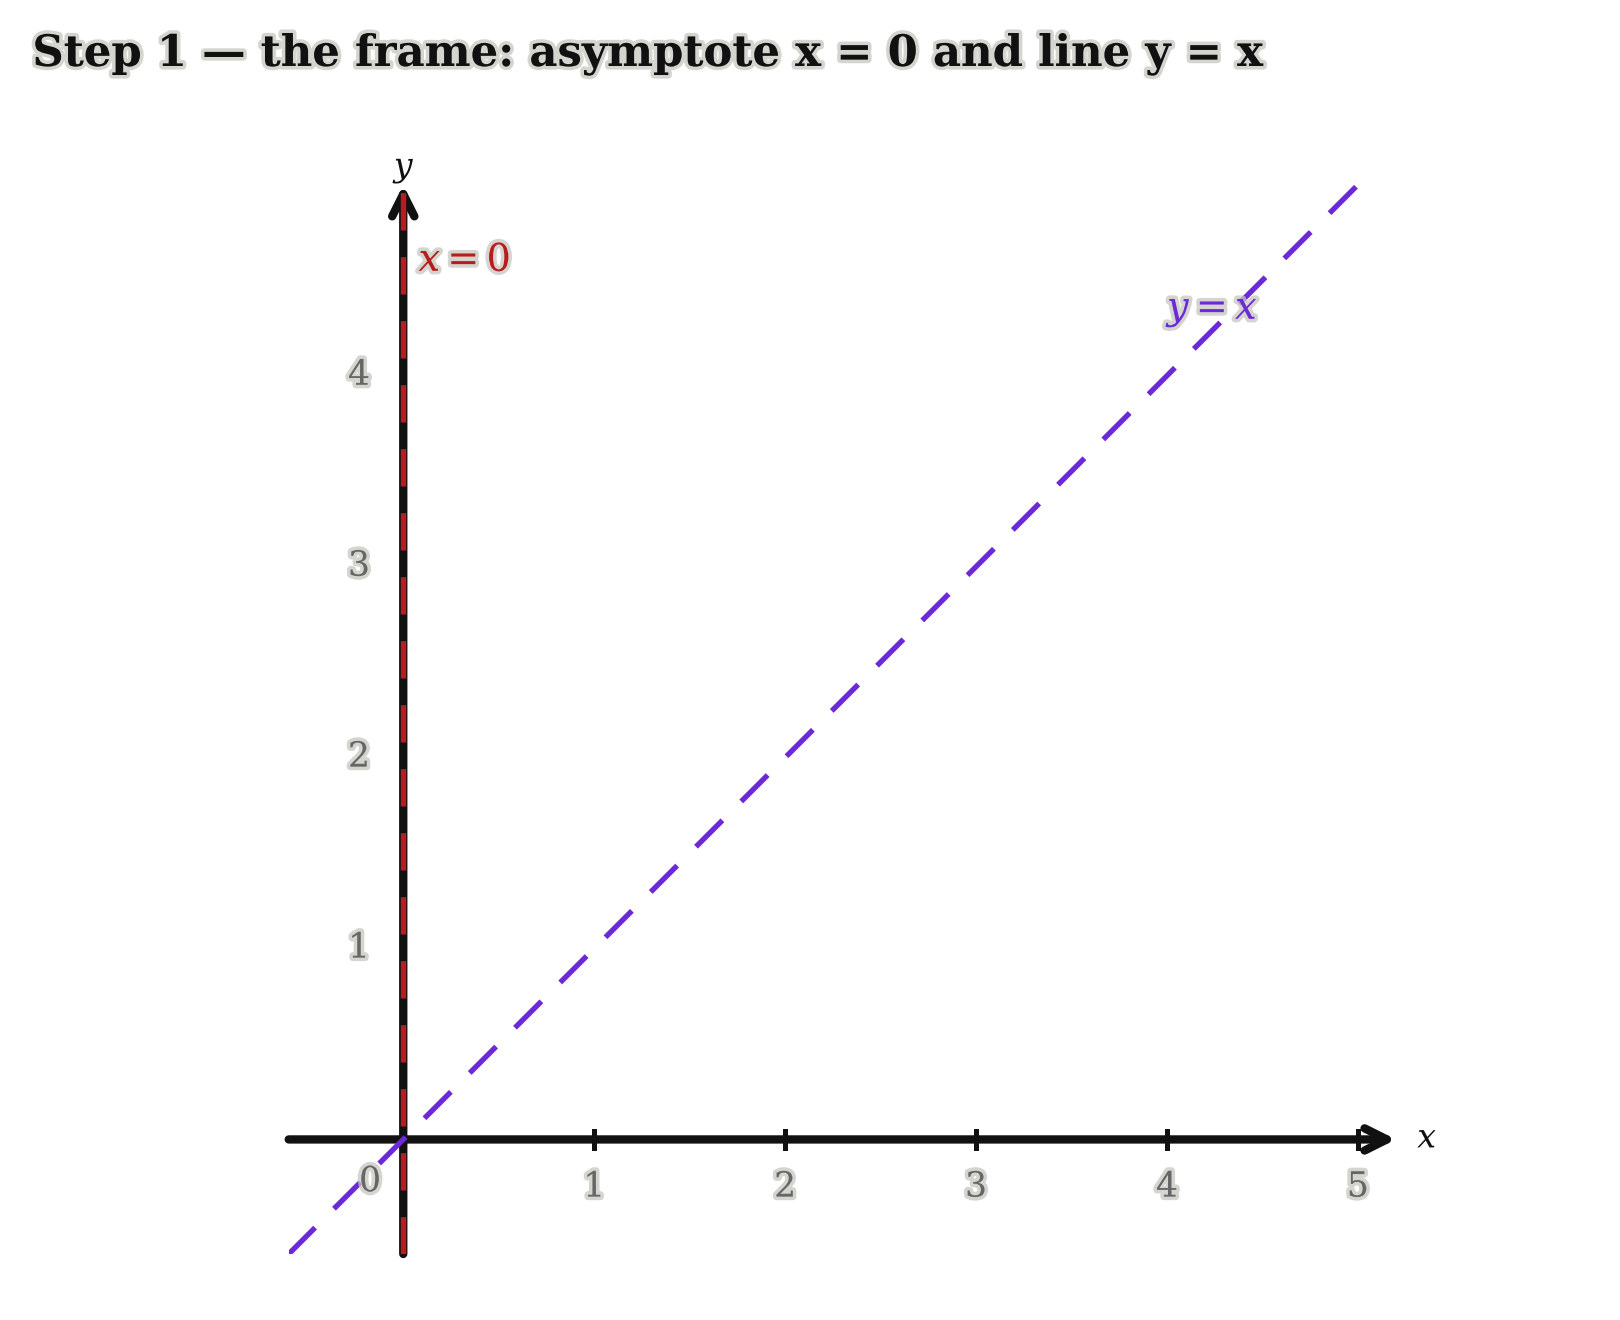 Step 1 — the frame: asymptote x = 0 and line y = x
y
x = 0
y = x
4
3
2
1
x
0
1 2 3 4 5